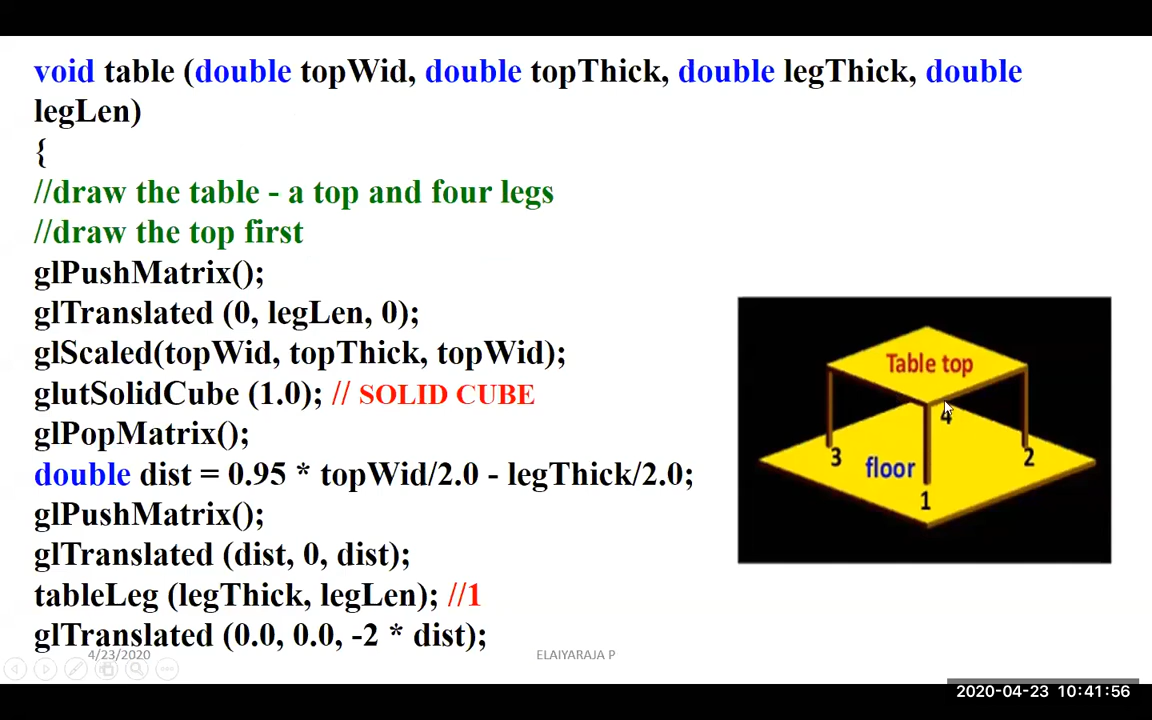 void table (double topWid, double topThick, double legThick, double
legLen)
{
//draw the table - a top and four legs
//draw the top first
glPushMatrix();
glTranslated (0, legLen, 0);
glScaled(topWid, topThick, topWid);
glutSolidCube (1.0); // SOLID CUBE
glPopMatrix();
double dist = 0.95 * topWid/2.0 - legThick/2.0;
glPushMatrix();
glTranslated (dist, 0, dist);
tableLeg (legThick, legLen); //1
glTranslated (0.0, 0.0, -2 * dist);
Table top
4
3
floor
2
1
4/23/2020
ELAIYARAJA P
2020-04-23 10:41:56